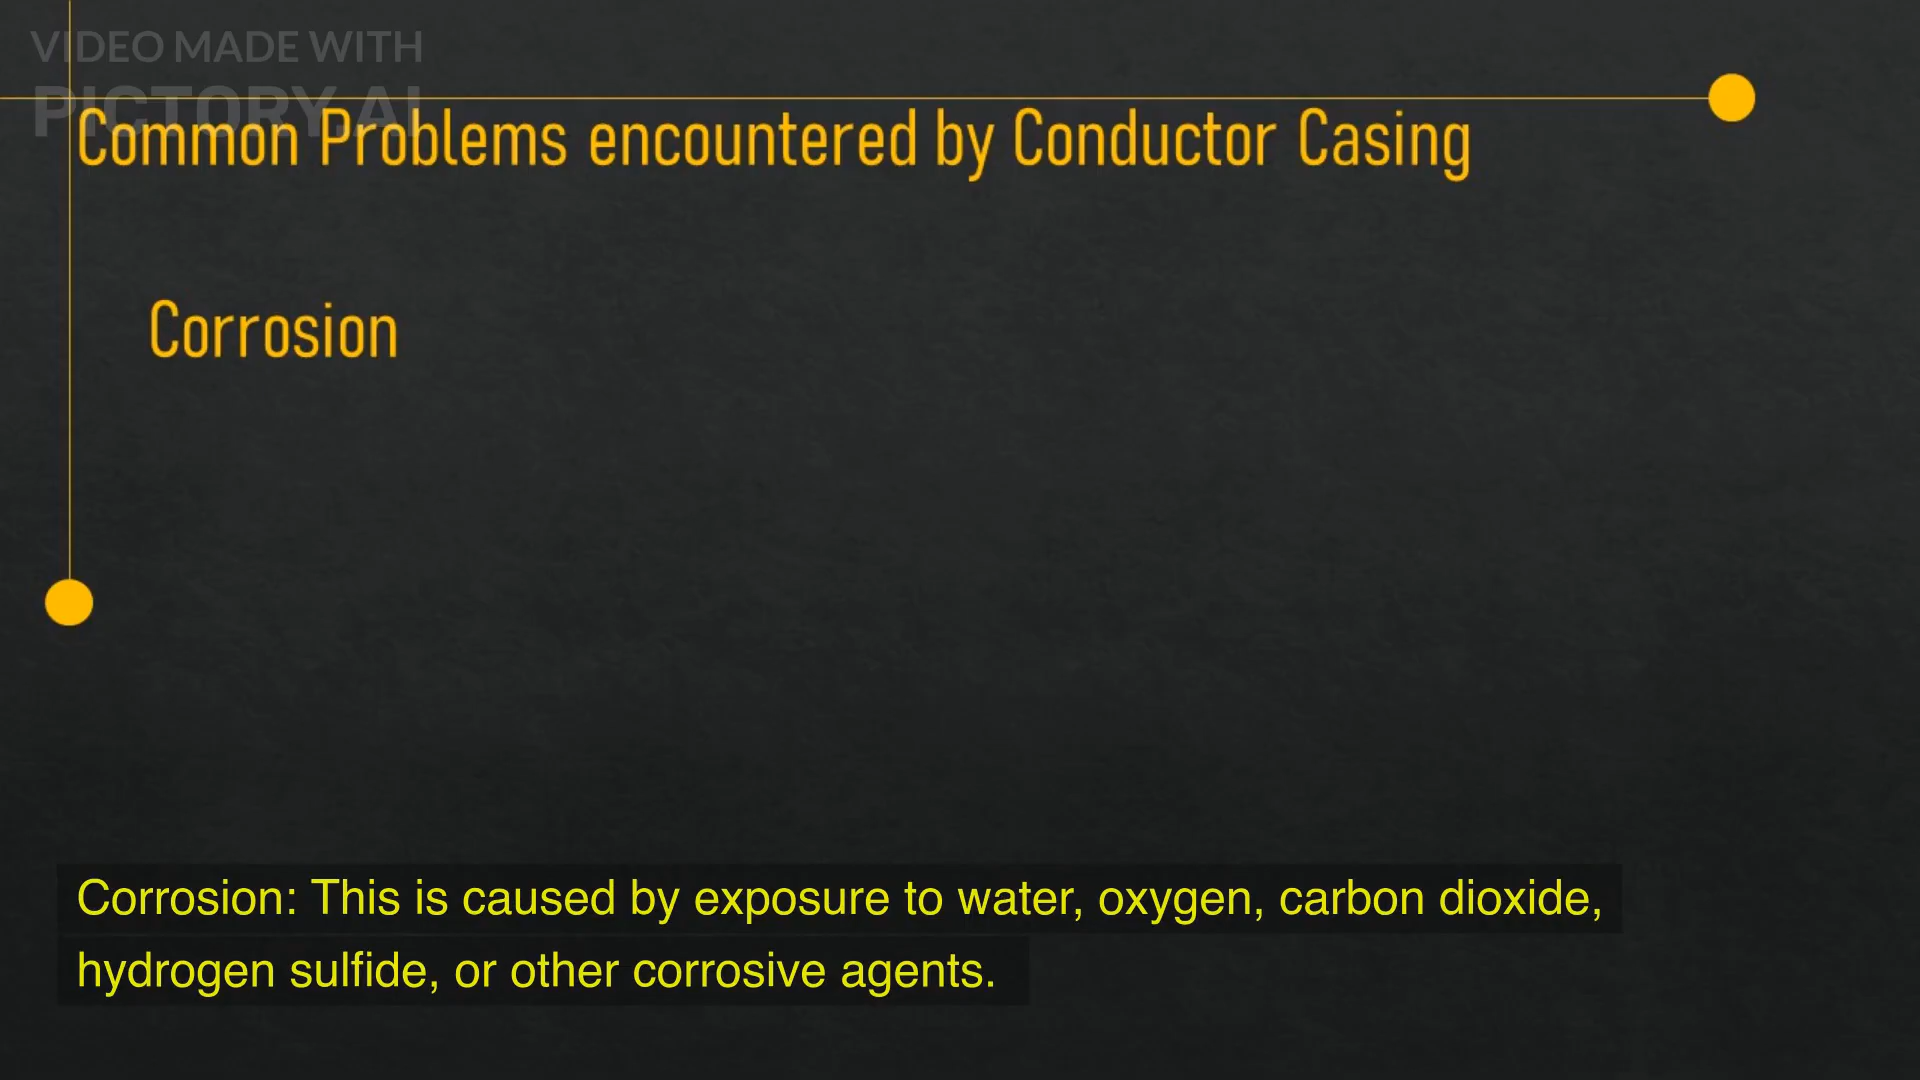 VIDEO MADE WITH
PICTORY.AI
Common Problems encountered by Conductor Casing
Corrosion
Corrosion: This is caused by exposure to water, oxygen, carbon dioxide,
hydrogen sulfide, or other corrosive agents.